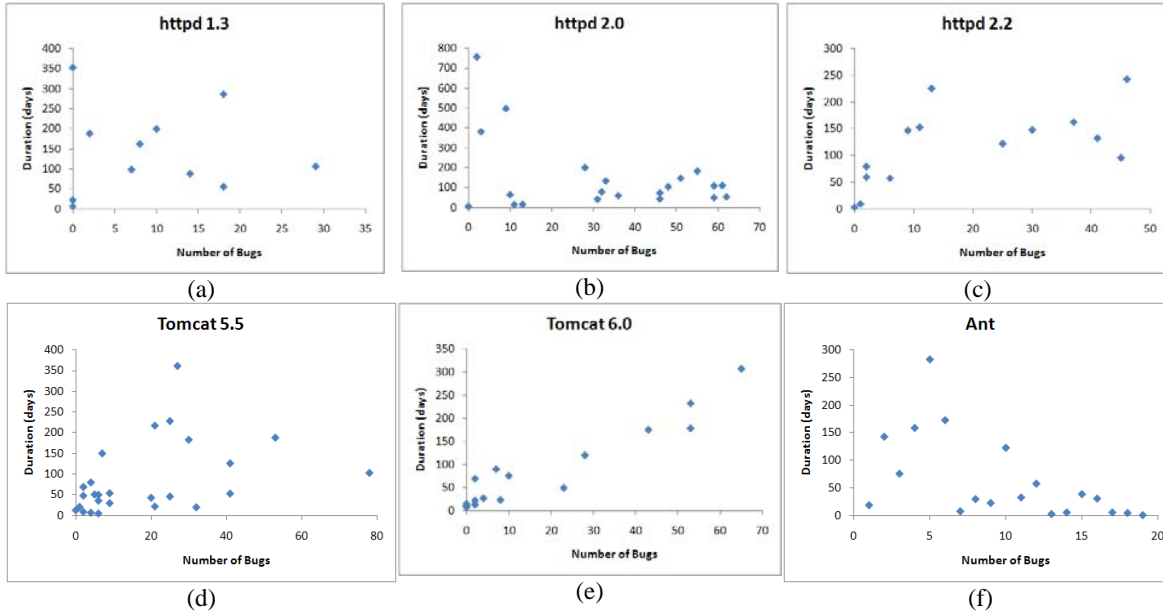 httpd 1.3
400
350
300
250
200
150
100
50
0
Duration (days)
0 5 10 15 20 25 30 35
Number of Bugs
(a)
httpd 2.0
800
700
600
500
400
300
200
100
0
Duration (days)
0 10 20 30 40 50 60 70
Number of Bugs
(b)
httpd 2.2
300
250
200
150
100
50
0
Duration (days)
0 10 20 30 40 50
Number of Bugs
(c)
Tomcat 5.5
400
350
300
250
200
150
100
50
0
Duration (days)
0 20 40 60 80
Number of Bugs
(d)
Tomcat 6.0
350
300
250
200
150
100
50
0
Duration (days)
0 10 20 30 40 50 60 70
Number of Bugs
(e)
Ant
300
250
200
150
100
50
0
Duration (days)
0 5 10 15 20
Number of Bugs
(f)